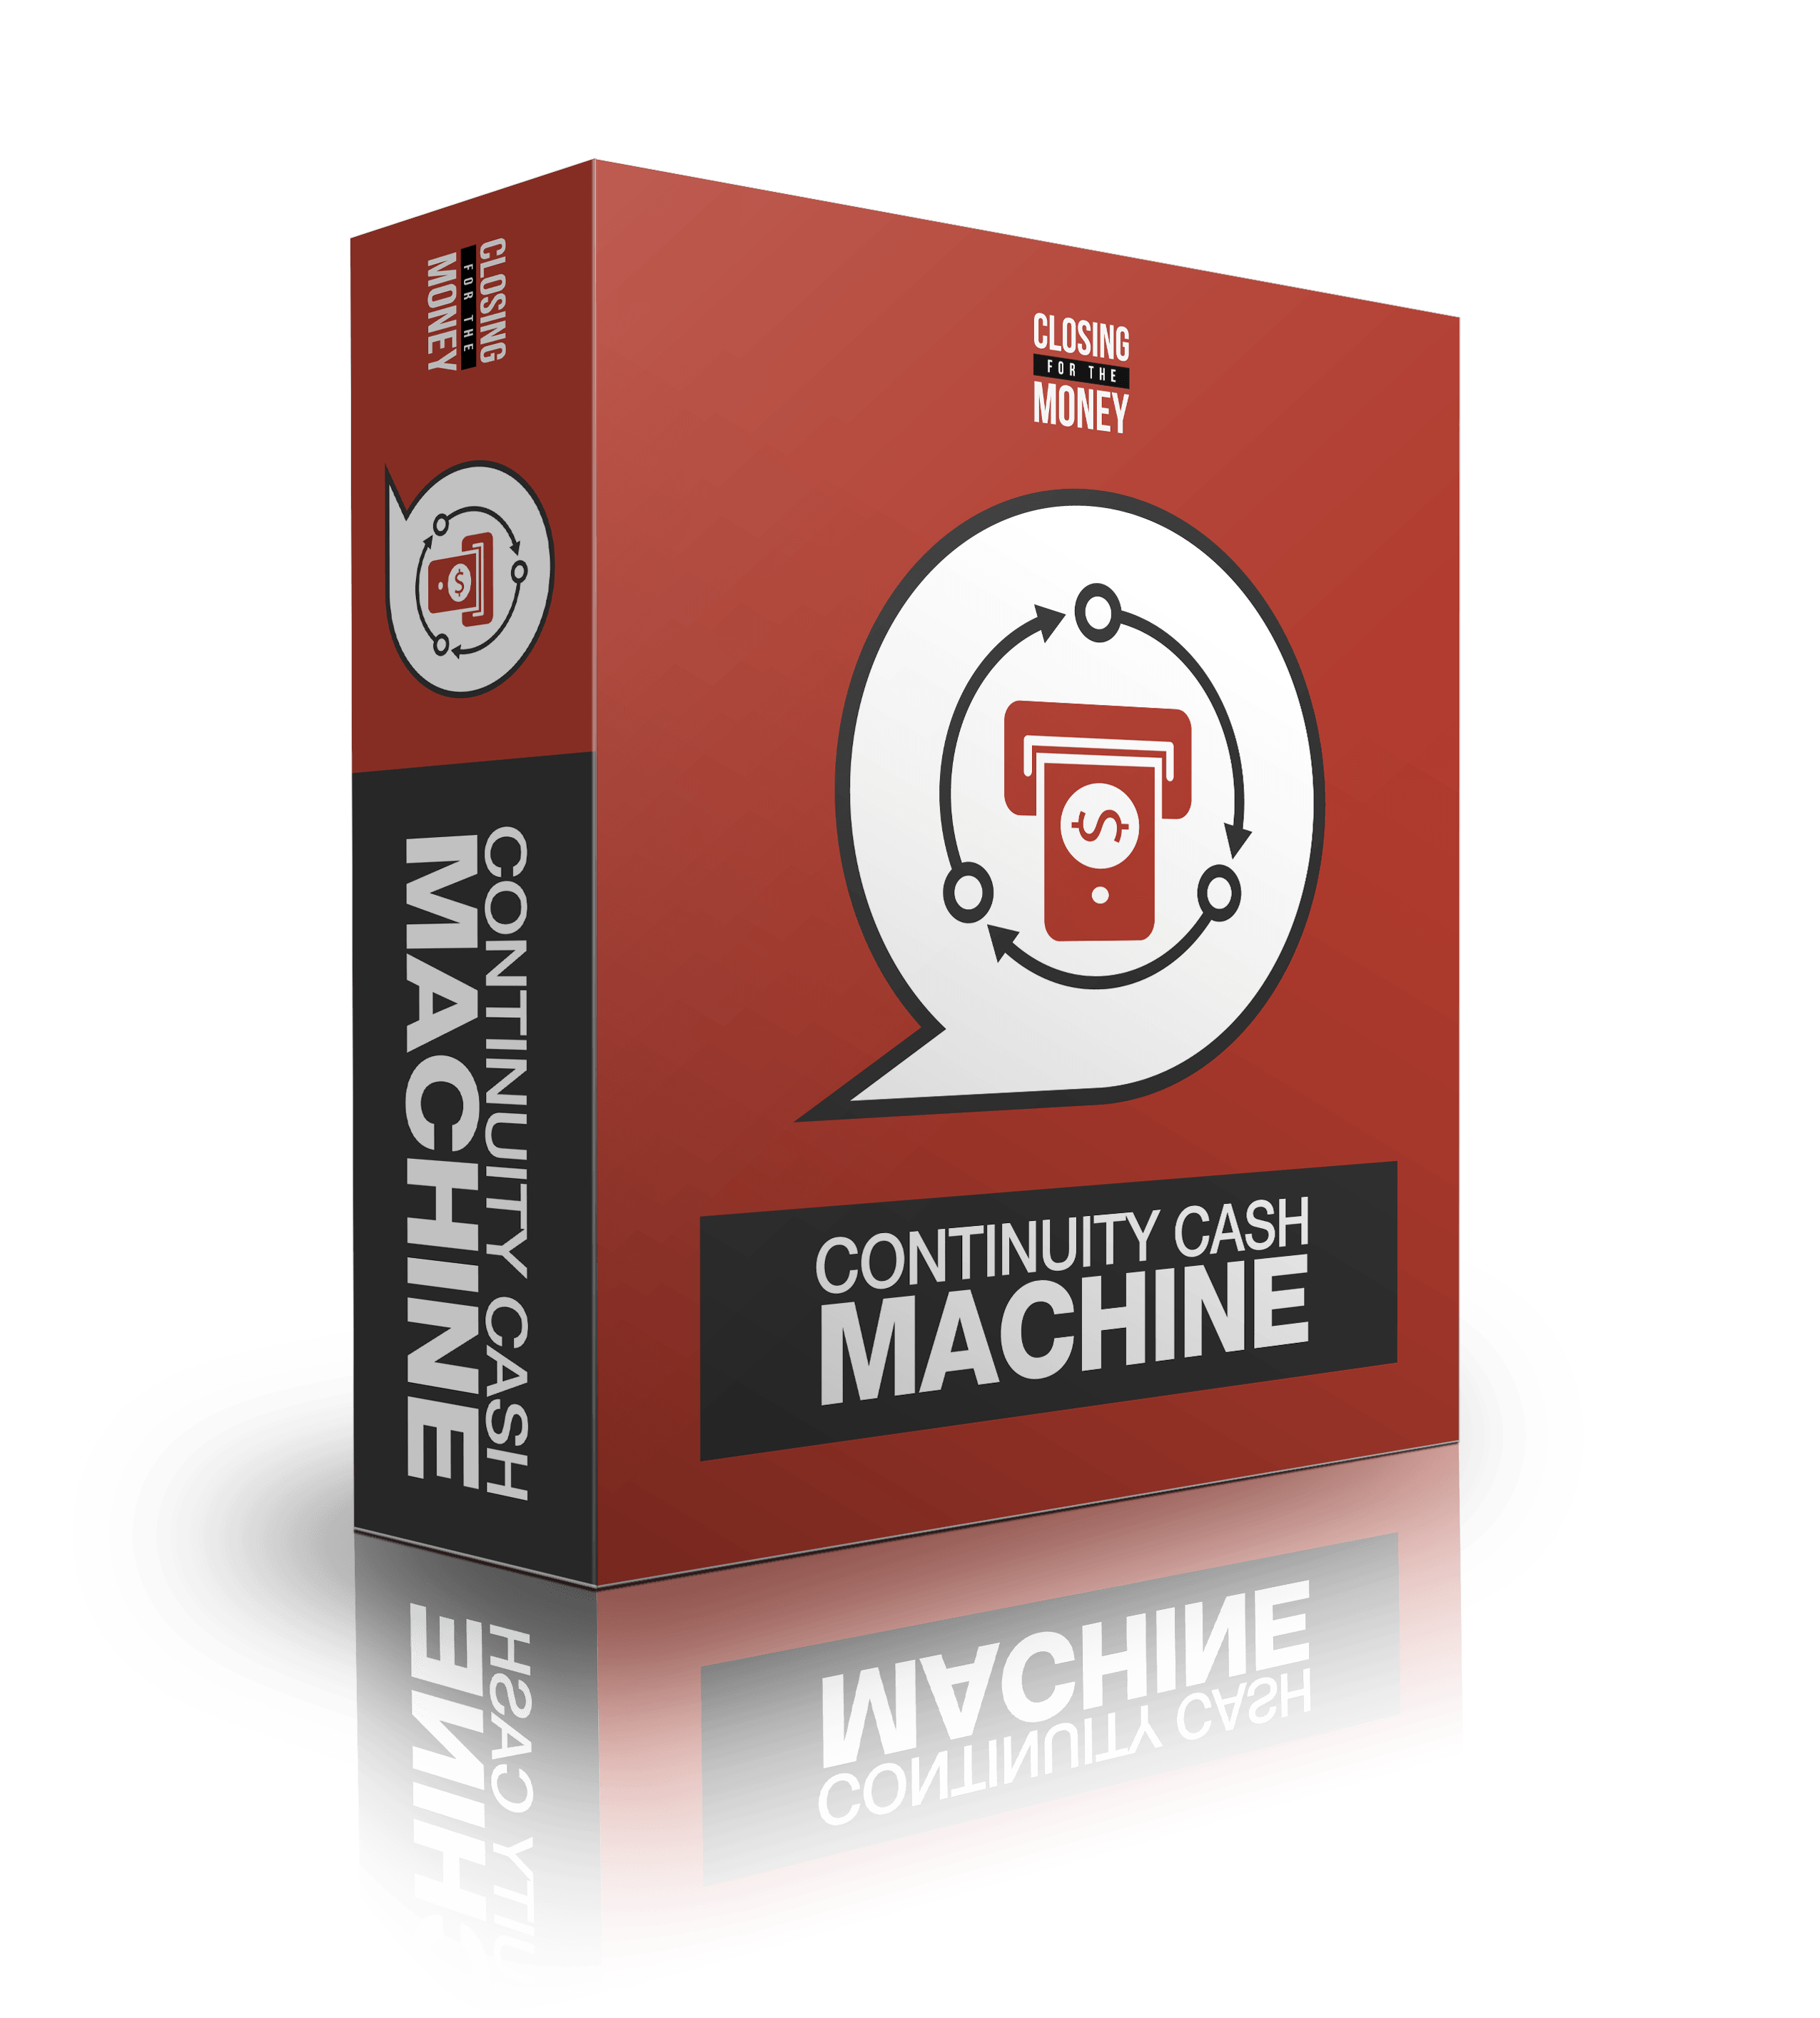 CLOSING
FOR THE
MONEY
CONTINUITY CASH
MACHINE
CLOSING
FOR THE
MONEY
$
CONTINUITY CASH
MACHINE
$